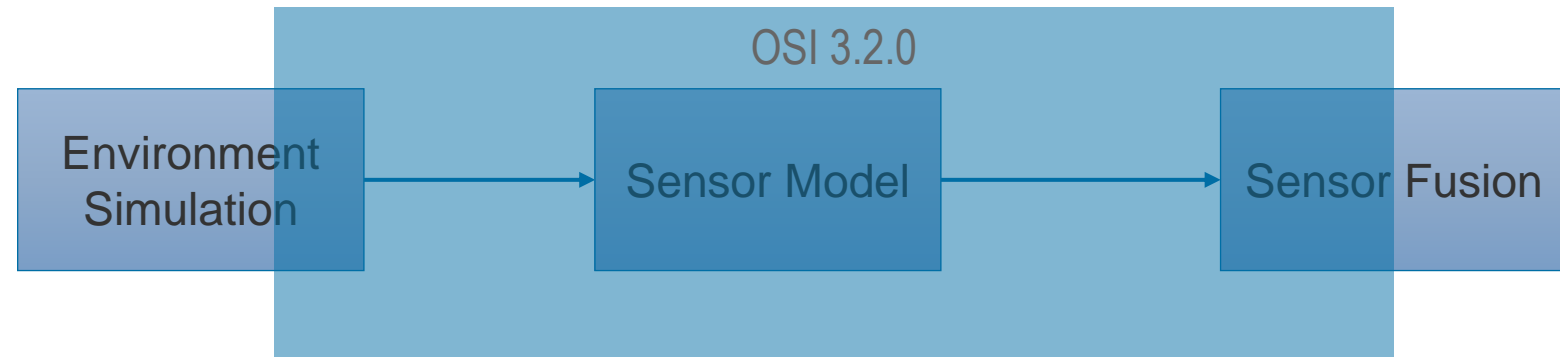 OSI 3.2.0
Environment
Simulation
Sensor Model
Sensor Fusion